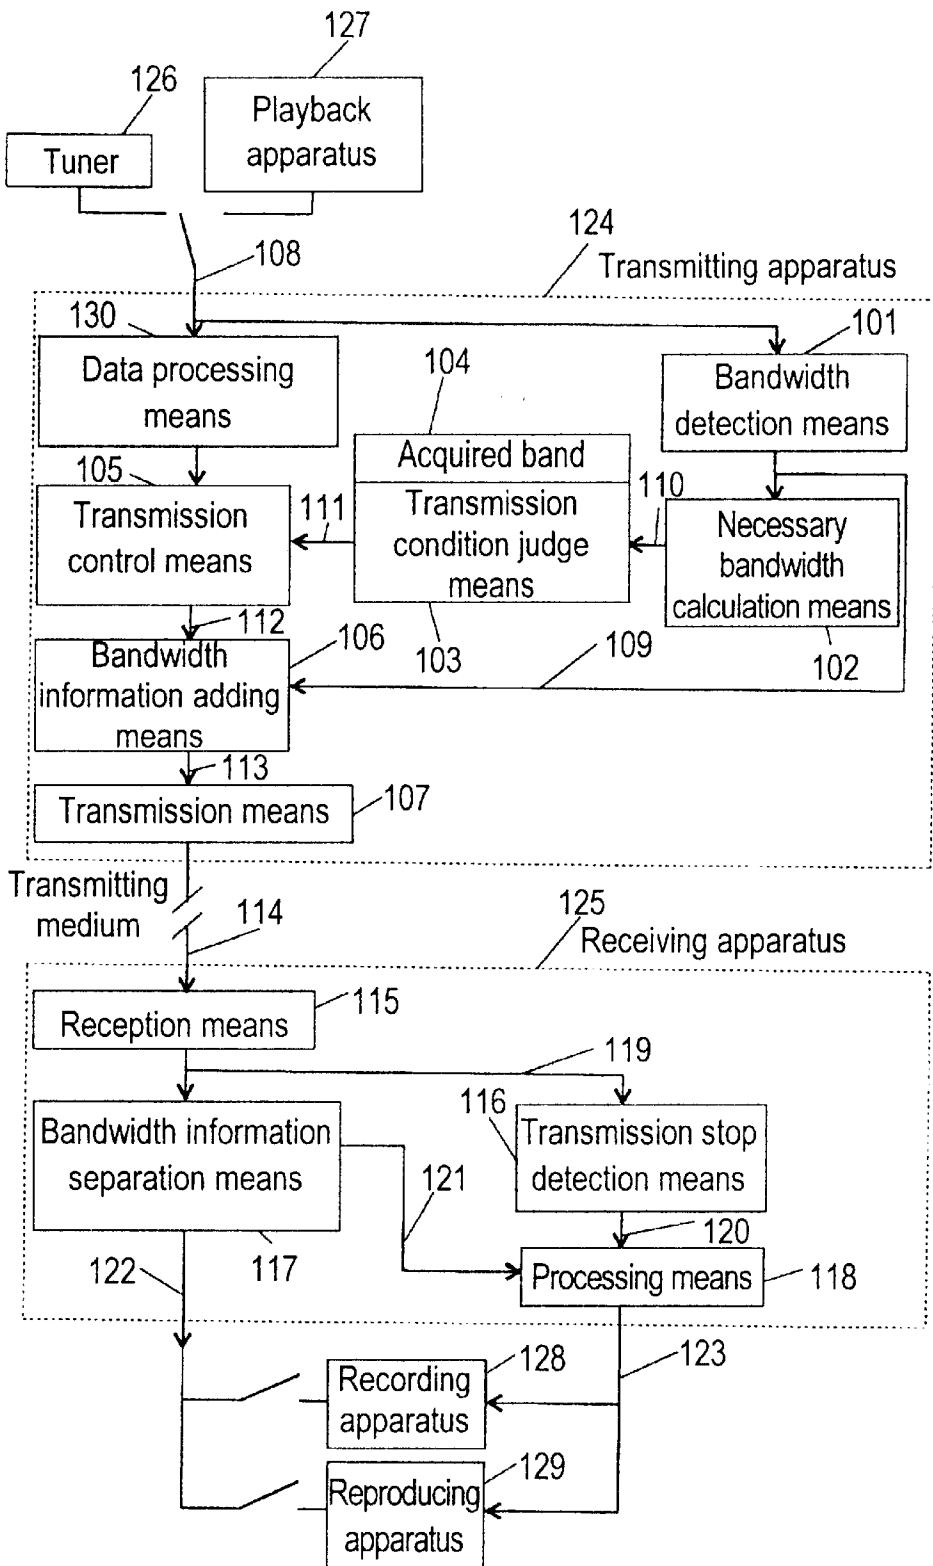 127
126
Playback
apparatus
Tuner
124
108
Transmitting apparatus
130
101
Data processing
means
104
Bandwidth
detection means
Acquired band
105
110
Transmission
control means
111
Transmission
condition judge
means
Necessary
bandwidth
calculation means
112
106
103
109
102
Bandwidth
information adding
means
113
Transmission means
107
Transmitting
medium
114
125
Receiving apparatus
115
Reception means
119
116
Bandwidth information
separation means
Transmission stop
detection means
121
120
122
117
Processing means
118
128
123
Recording
apparatus
129
Reproducing
apparatus